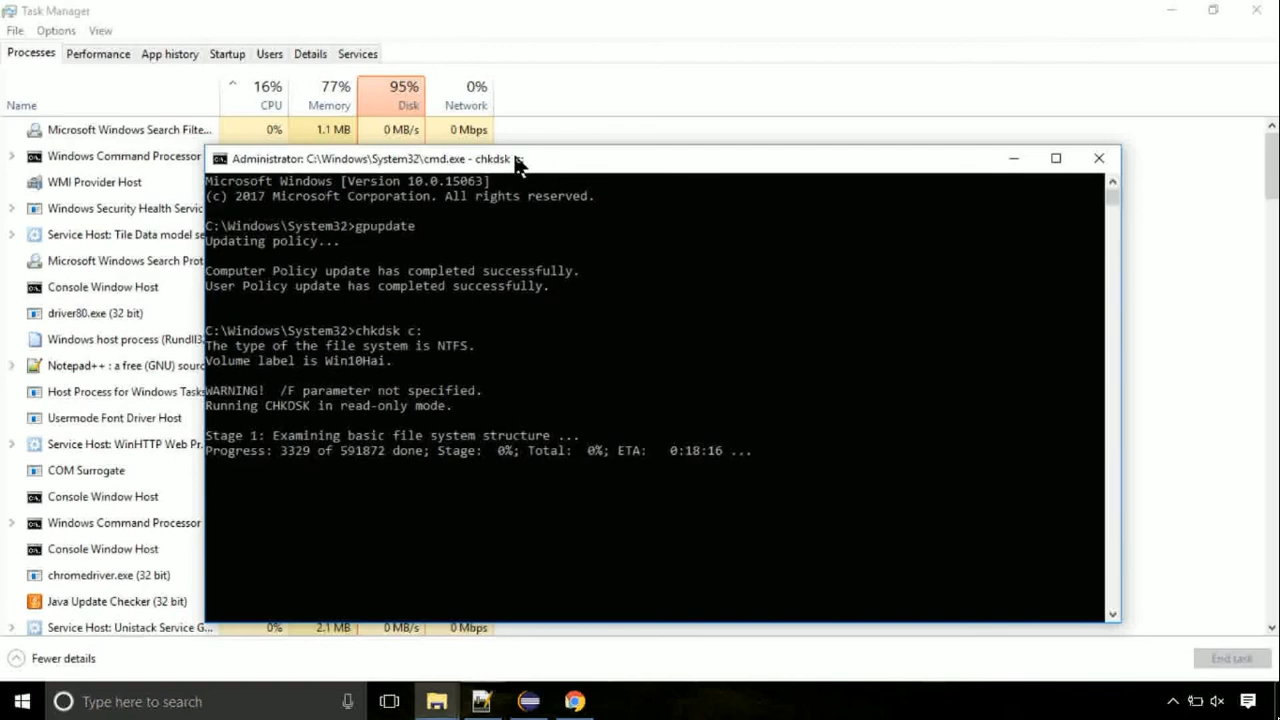 Task Manager
File Options View
Processes Performance App history Startup Users Details Services
16% 77% 95% 0%
Name CPU Memory Disk Network
Microsoft Windows Search Filte... 0% 1.1 MB 0 MB/s 0 Mbps
Windows Command Processor
WMI Provider Host
Windows Security Health Servic
Service Host: Tile Data model se
Microsoft Windows Search Prot
Console Window Host
driver80.exe (32 bit)
Windows host process (Rundll3
Notepad++ : a free (GNU) sourc
Host Process for Windows Task
Usermode Font Driver Host
Service Host: WinHTTP Web Pr
COM Surrogate
Console Window Host
Windows Command Processor
Console Window Host
chromedriver.exe (32 bit)
Java Update Checker (32 bit)
Service Host: Unistack Service G... 0% 2.1 MB 0 MB/s 0 Mbps
Administrator: C:\Windows\System32\cmd.exe - chkdsk
Microsoft Windows [Version 10.0.15063]
(c) 2017 Microsoft Corporation. All rights reserved.
C:\Windows\System32>gpupdate
Updating policy...
Computer Policy update has completed successfully.
User Policy update has completed successfully.
C:\Windows\System32>chkdsk c:
The type of the file system is NTFS.
Volume label is Win10Hai.
WARNING! /F parameter not specified.
Running CHKDSK in read-only mode.
Stage 1: Examining basic file system structure ...
Progress: 3329 of 591872 done; Stage: 0%; Total: 0%; ETA: 0:18:16 ...
Fewer details
End task
Type here to search